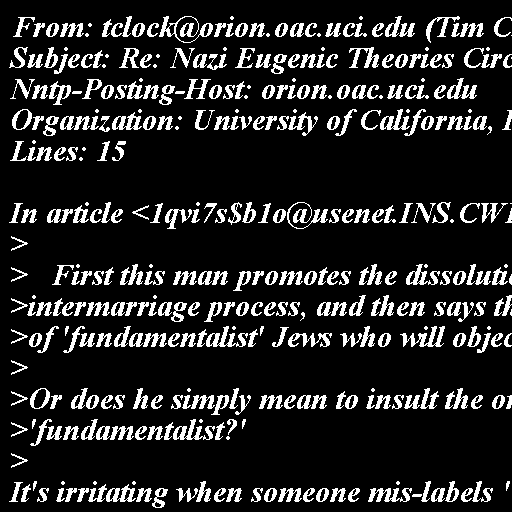 From: tclock@orion.oac.uci.edu (Tim C
Subject: Re: Nazi Eugenic Theories Circ
Nntp-Posting-Host: orion.oac.uci.edu
Organization: University of California, I
Lines: 15

In article <1qvi7s$b1o@usenet.INS.CWR
>
>   First this man promotes the dissolutio
>intermarriage process, and then says th
>of 'fundamentalist' Jews who will objec
>
>Or does he simply mean to insult the or
>'fundamentalist?'
>
It's irritating when someone mis-labels '